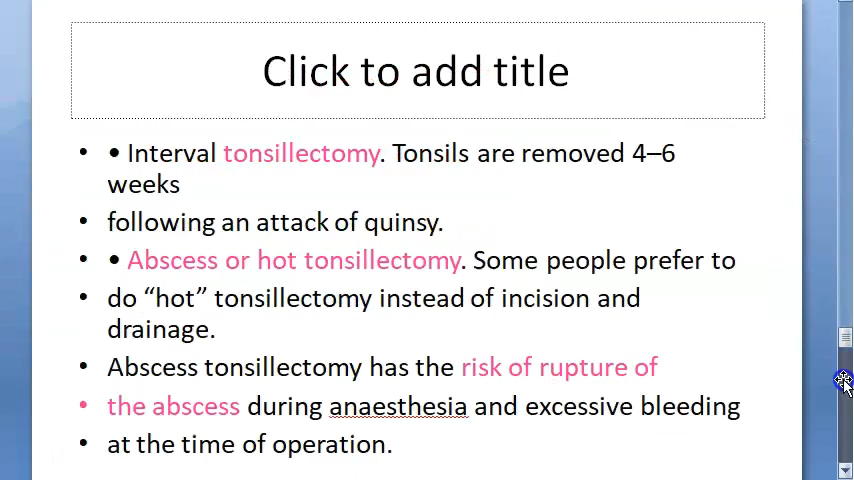 Click to add title
• • Interval tonsillectomy. Tonsils are removed 4–6
weeks
• following an attack of quinsy.
• • Abscess or hot tonsillectomy. Some people prefer to
• do “hot” tonsillectomy instead of incision and
drainage.
• Abscess tonsillectomy has the risk of rupture of
• the abscess during anaesthesia and excessive bleeding
• at the time of operation.